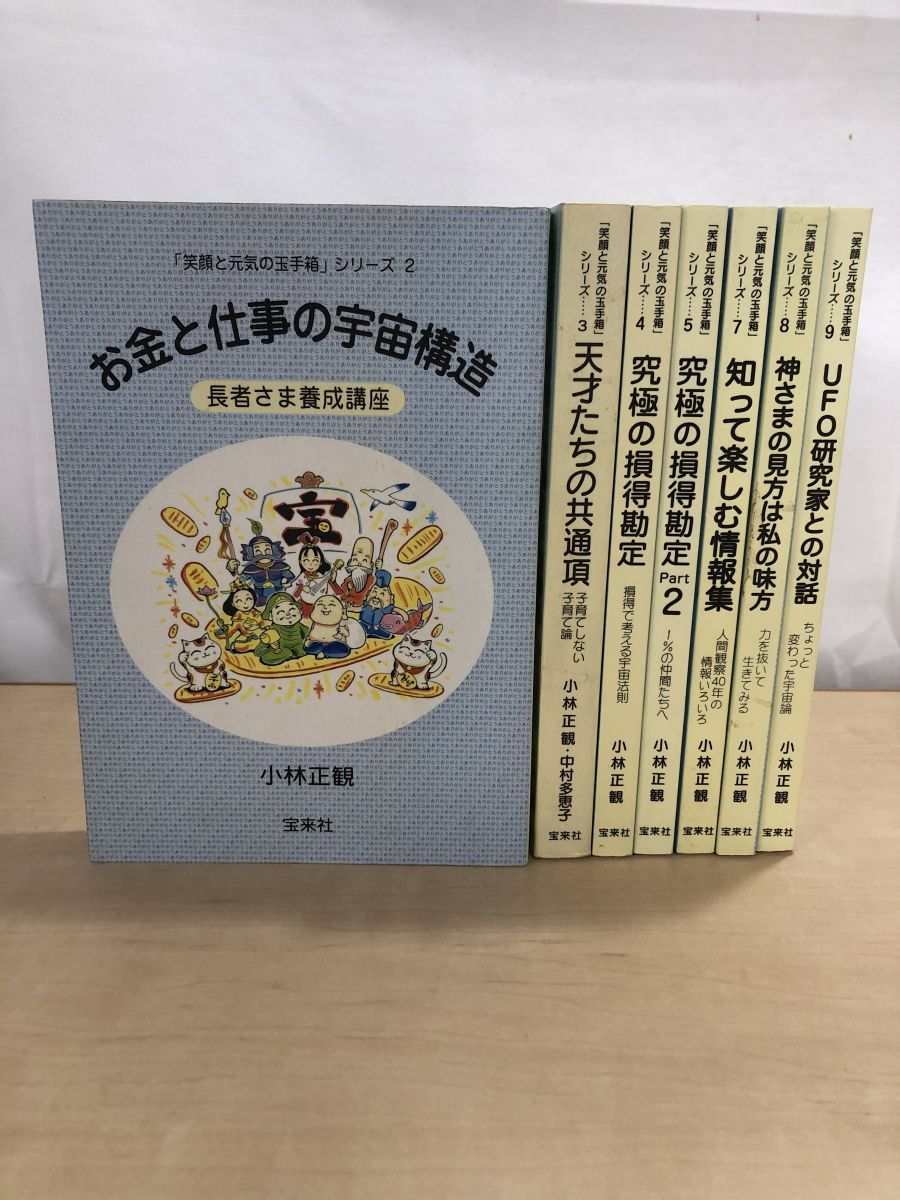 「笑顔と元気の玉手箱」シリーズ 2
お金と仕事の宇宙構造
長者さま養成講座
宝
小林正観
宝来社
「笑顔と元気の玉手箱」
シリーズ……3
天才たちの共通項
子育てしない
子育て論
小林正観・中村多恵子
宝来社
「笑顔と元気の玉手箱」
シリーズ……4
究極の損得勘定
損得で考える宇宙法則
小林正観
宝来社
「笑顔と元気の玉手箱」
シリーズ……5
究極の損得勘定 Part 2
1%の仲間たちへ
小林正観
宝来社
「笑顔と元気の玉手箱」
シリーズ……7
知って楽しむ情報集
人間観察40年の
情報いろいろ
小林正観
宝来社
「笑顔と元気の玉手箱」
シリーズ……8
神さまの見方は私の味方
力を抜いて
生きてみる
小林正観
宝来社
「笑顔と元気の玉手箱」
シリーズ……9
UFO研究家との対話
ちょっと
変わった宇宙論
小林正観
宝来社